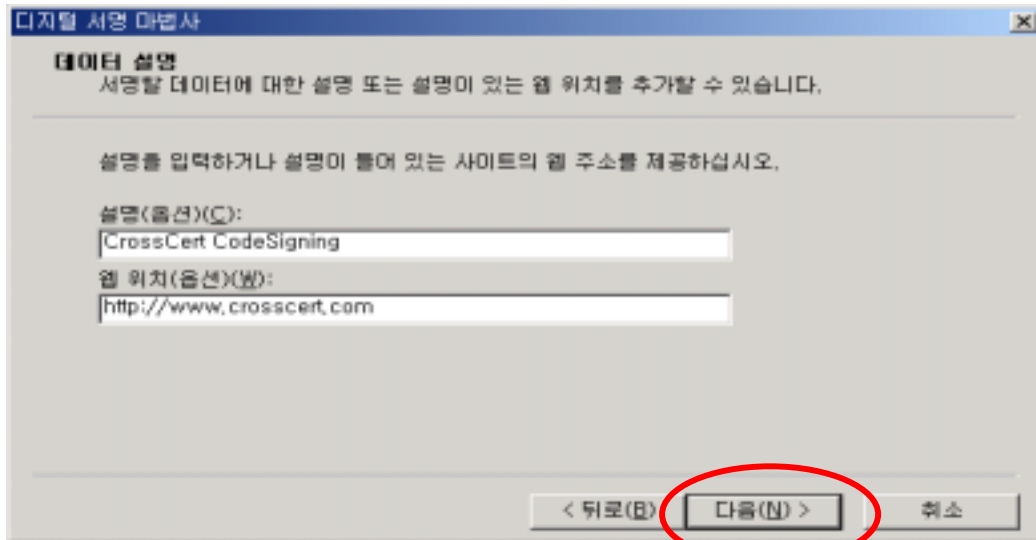 디지털 서명 마법사
데이터 설명
서명할 데이터에 대한 설명 또는 설명이 있는 웹 위치를 추가할 수 있습니다.
설명을 입력하거나 설명이 들어 있는 사이트의 웹 주소를 제공하십시오.
설명(옵션)(C):
CrossCert CodeSigning
웹 위치(옵션)(W):
http://www.crosscert.com
< 뒤로(B) 다음(N) > 취소